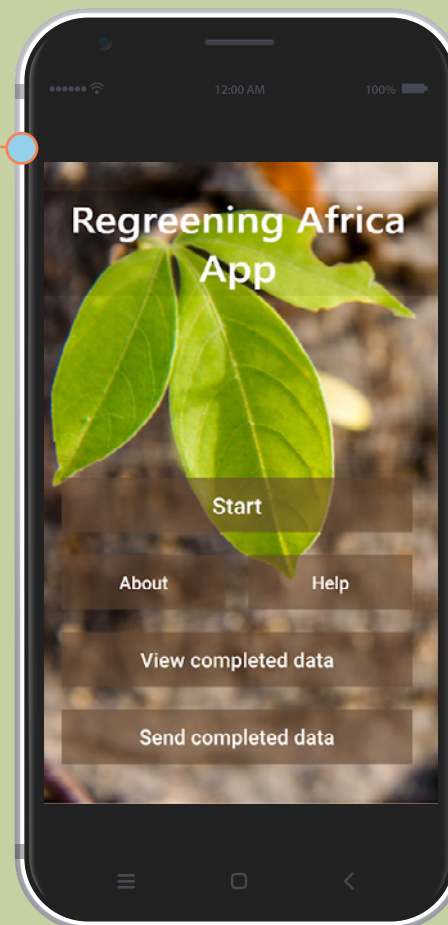 12:00 AM 100%
Regreening Africa
App
Start
About Help
View completed data
Send completed data